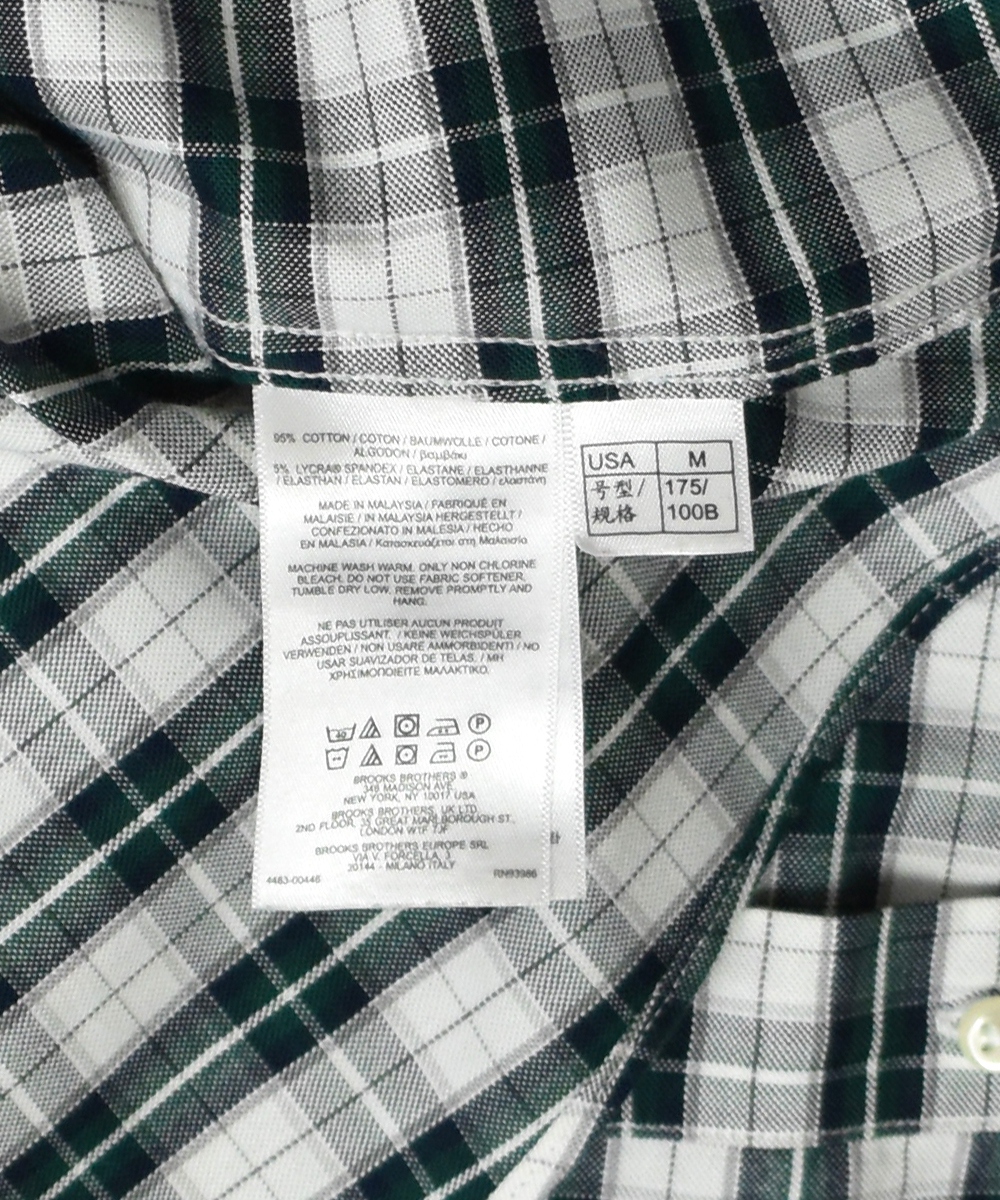 95% COTTON / COTON / BAUMWOLLE / COTONE /
ALGODON / βαμβάκι
5% LYCRA® SPANDEX / ELASTANE / ELASTHANNE
/ ELASTHAN / ELASTAN / ELASTOMERO / ελαστάνη
MADE IN MALAYSIA / FABRIQUÉ EN
MALAISIE / IN MALAYSIA HERGESTELLT /
CONFEZIONATO IN MALESIA / HECHO
EN MALASIA / Κατασκευάζεται στη Μαλαισία
MACHINE WASH WARM. ONLY NON CHLORINE
BLEACH. DO NOT USE FABRIC SOFTENER.
TUMBLE DRY LOW. REMOVE PROMPTLY AND
HANG.
NE PAS UTILISER AUCUN PRODUIT
ASSOUPLISSANT. / KEINE WEICHSPÜLER
VERWENDEN / NON USARE AMMORBIDENTI / NO
USAR SUAVIZADOR DE TELAS. / ΜΗ
ΧΡΗΣΙΜΟΠΟΙΕΙΤΕ ΜΑΛΑΚΤΙΚΟ.
40 P
P
BROOKS BROTHERS ®
346 MADISON AVE.
NEW YORK, NY 10017 USA
BROOKS BROTHERS, UK LTD.
2ND FLOOR, 35 GREAT MARLBOROUGH ST.,
LONDON W1F 7JF
BROOKS BROTHERS EUROPE SRL
VIA V. FORCELLA, 3
20144 - MILANO ITALY
4463-00446 RN93986
USA M
号型/ 175/
规格 100B